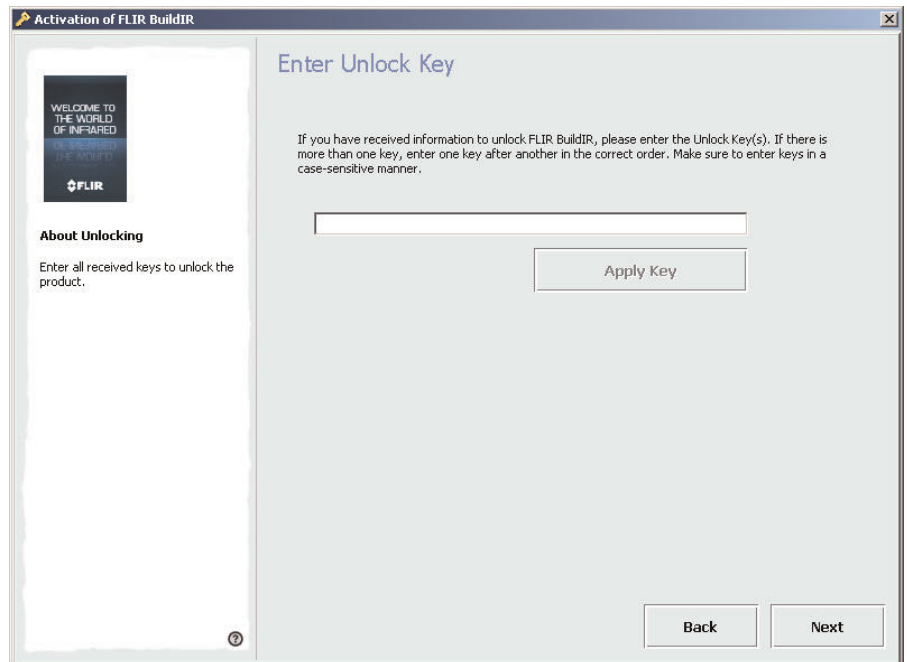 Activation of FLIR BuildIR
WELCOME TO
THE WORLD
OF INFRARED
FLIR
About Unlocking
Enter all received keys to unlock the
product.
Enter Unlock Key
If you have received information to unlock FLIR BuildIR, please enter the Unlock Key(s). If there is
more than one key, enter one key after another in the correct order. Make sure to enter keys in a
case-sensitive manner.
Apply Key
Back
Next